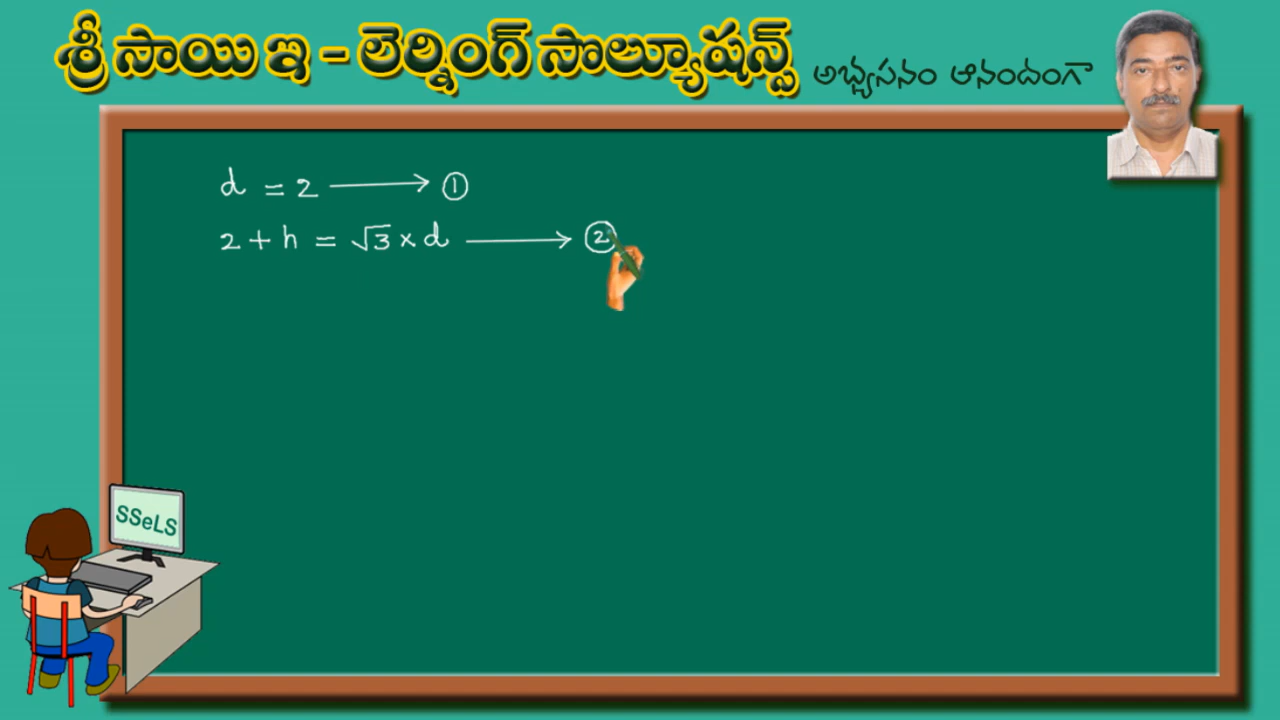 శ్రీ సాయి ఇ - లెర్నింగ్ సొల్యూషన్స్
అభ్యసనం ఆనందంగా
d = 2 ⟶ ①
2 + h = √3 × d ⟶ ②
SSeLS